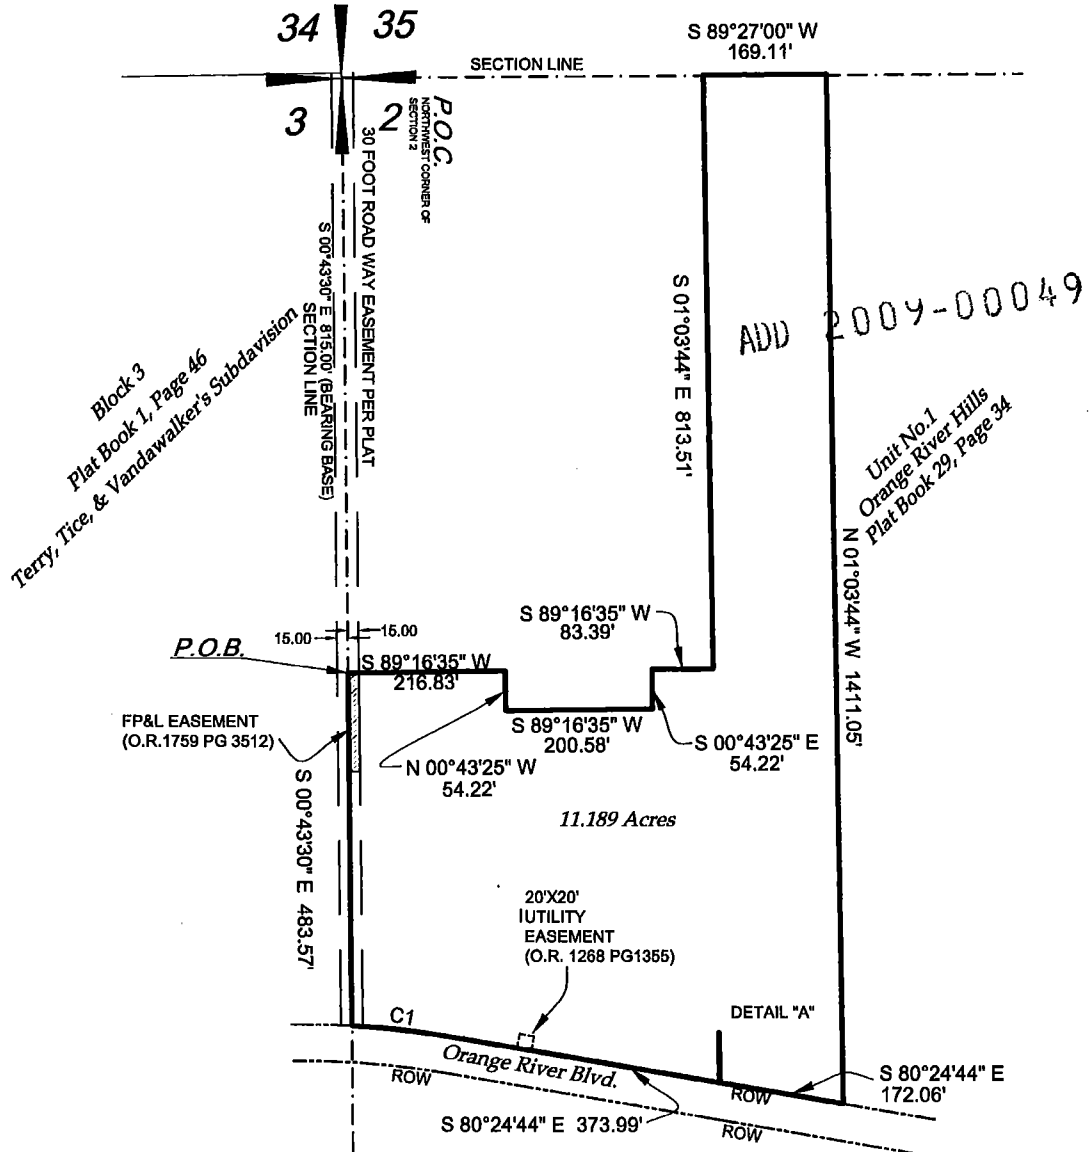 34
35
S 89°27'00" W
169.11'
SECTION LINE
3
2
P.O.C.
NORTHWEST CORNER OF
SECTION 2
30 FOOT ROAD WAY EASEMENT PER PLAT
S 00°43'30" E 815.00' (BEARING BASE)
SECTION LINE
Block 3
Plat Book 1, Page 46
Terry, Tice, & Vandawalker's Subdavision
S 01°03'44" E 813.51'
ADD 2009-00049
Unit No.1
Orange River Hills
Plat Book 29, Page 34
N 01°03'44" W 1411.05'
S 89°16'35" W
83.39'
15.00
15.00
P.O.B.
S 89°16'35" W
216.83'
FP&L EASEMENT
(O.R.1759 PG 3512)
S 89°16'35" W
200.58'
S 00°43'25" E
54.22'
N 00°43'25" W
54.22'
S 00°43'30" E 483.57'
11.189 Acres
20'X20'
UTILITY
EASEMENT
(O.R. 1268 PG1355)
DETAIL "A"
C1
Orange River Blvd.
ROW
ROW
S 80°24'44" E
172.06'
S 80°24'44" E 373.99'
ROW